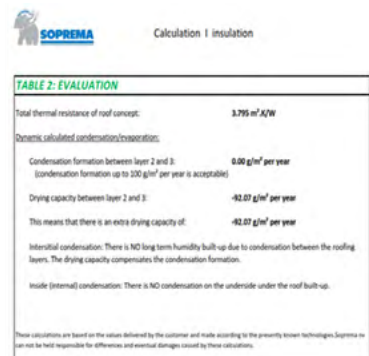 SOPREMA
Calculation I insulation
TABLE 2: EVALUATION
Total thermal resistance of roof concept: 3.795 m².K/W
Dynamic calculated condensation/evaporation:
Condensation formation between layer 2 and 3: 0.00 g/m² per year
(condensation formation up to 100 g/m² per year is acceptable)
Drying capacity between layer 2 and 3: -92.07 g/m² per year
This means that there is an extra drying capacity of: -92.07 g/m² per year
Interstitial condensation: There is NO long term humidity built-up due to condensation between the roofing
layers. The drying capacity compensates the condensation formation.
Inside (internal) condensation: There is NO condensation on the underside under the roof built-up.
These calculations are based on the values delivered by the customer and made according to the presently known technologies. Soprema nv
can not be held responsible for differences and eventual damages caused by these calculations.